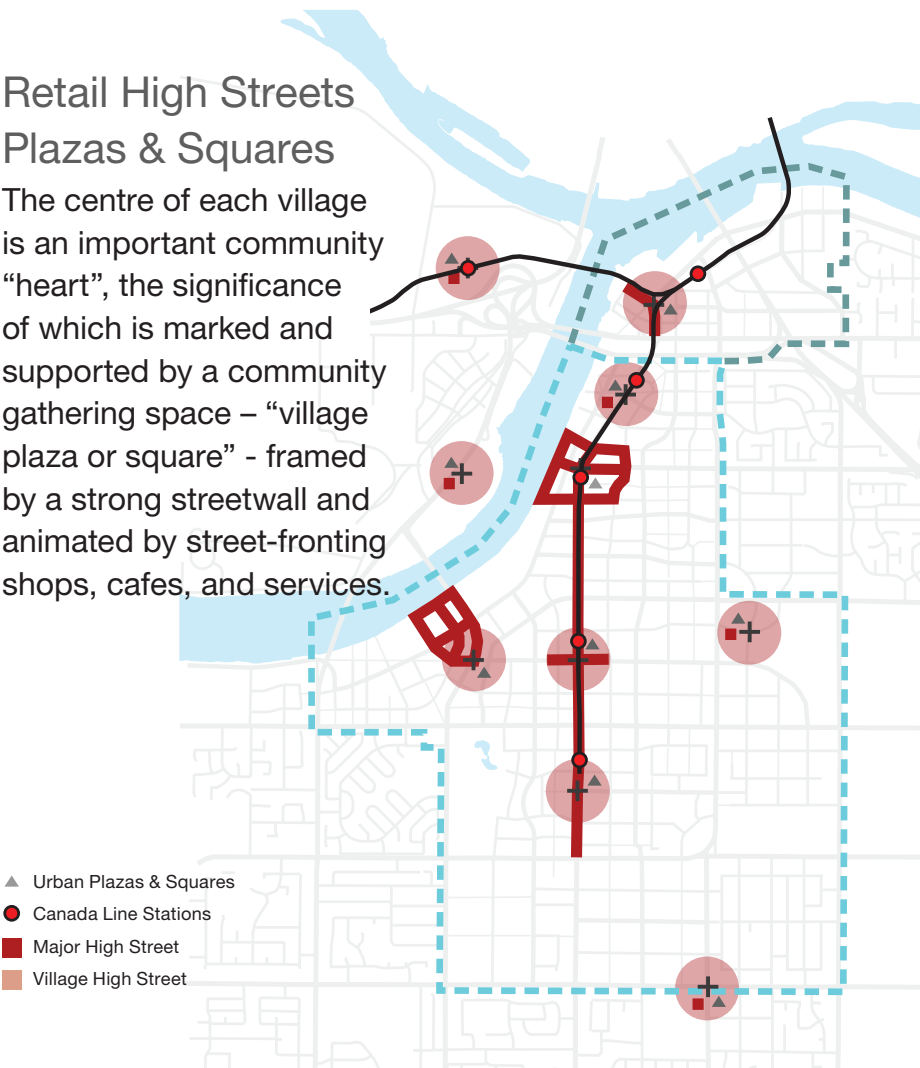 Retail High Streets
Plazas & Squares
The centre of each village
is an important community
“heart”, the significance
of which is marked and
supported by a community
gathering space – “village
plaza or square” - framed
by a strong streetwall and
animated by street-fronting
shops, cafes, and services.
Urban Plazas & Squares
Canada Line Stations
Major High Street
Village High Street